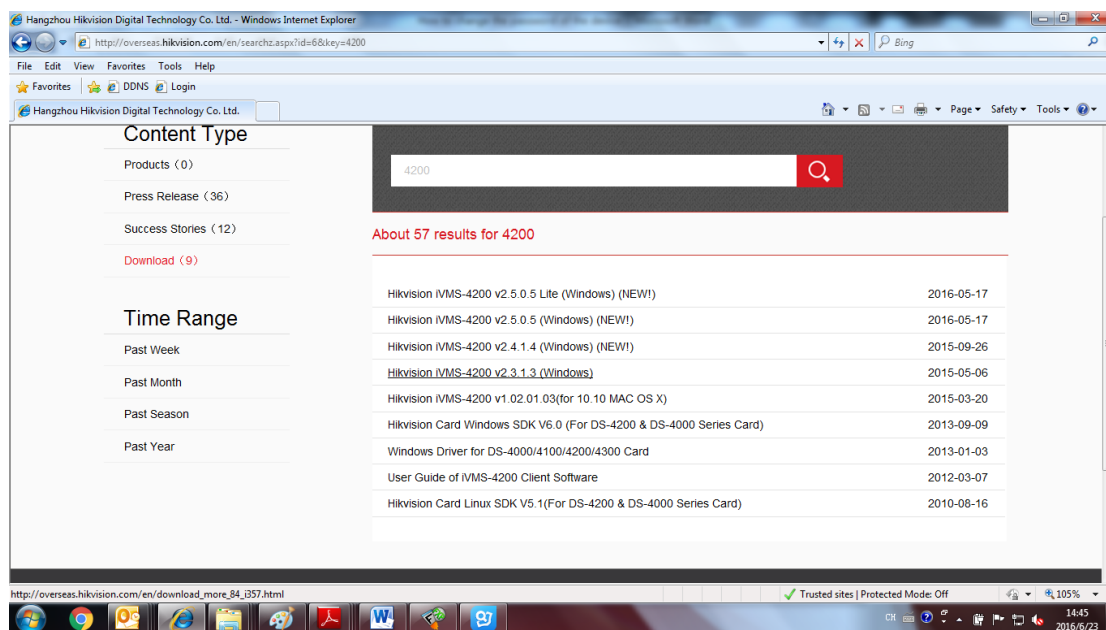 Hangzhou Hikvision Digital Technology Co. Ltd. - Windows Internet Explorer
http://overseas.hikvision.com/en/searchz.aspx?id=6&key=4200
Bing
File Edit View Favorites Tools Help
Favorites DDNS Login
Hangzhou Hikvision Digital Technology Co. Ltd.
Page Safety Tools
Content Type
Products（0）
Press Release（36）
Success Stories（12）
Download（9）
Time Range
Past Week
Past Month
Past Season
Past Year
4200
About 57 results for 4200
Hikvision iVMS-4200 v2.5.0.5 Lite (Windows) (NEW!) 2016-05-17
Hikvision iVMS-4200 v2.5.0.5 (Windows) (NEW!) 2016-05-17
Hikvision iVMS-4200 v2.4.1.4 (Windows) (NEW!) 2015-09-26
Hikvision iVMS-4200 v2.3.1.3 (Windows) 2015-05-06
Hikvision iVMS-4200 v1.02.01.03(for 10.10 MAC OS X) 2015-03-20
Hikvision Card Windows SDK V6.0 (For DS-4200 & DS-4000 Series Card) 2013-09-09
Windows Driver for DS-4000/4100/4200/4300 Card 2013-01-03
User Guide of iVMS-4200 Client Software 2012-03-07
Hikvision Card Linux SDK V5.1(For DS-4200 & DS-4000 Series Card) 2010-08-16
http://overseas.hikvision.com/en/download_more_84_i357.html
Trusted sites | Protected Mode: Off
105%
CH
14:45
2016/6/23